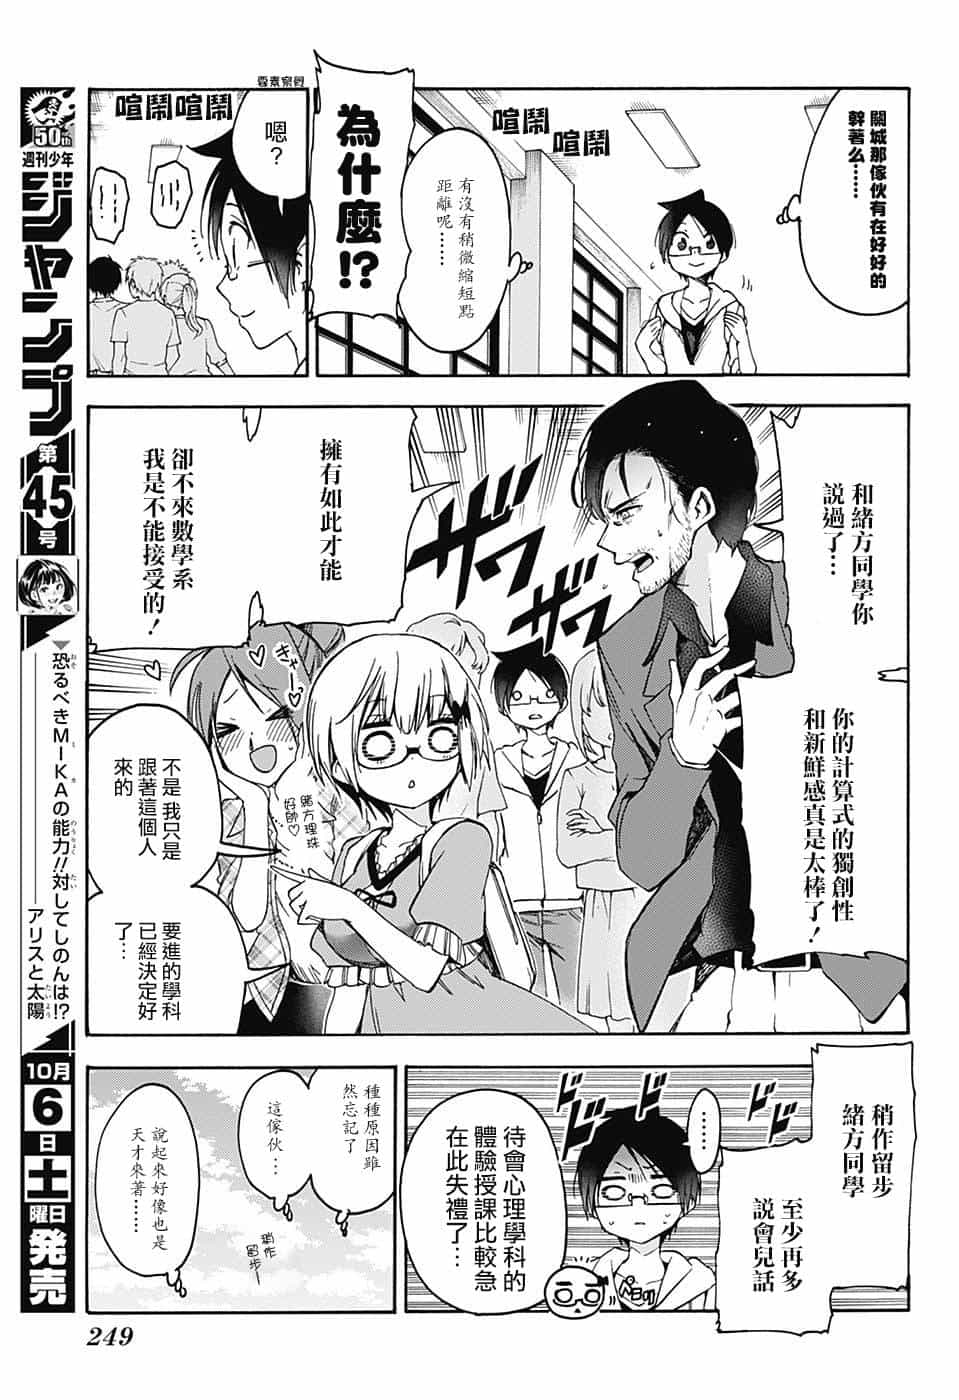 關城那傢伙有在好好的
幹著么……
有沒有稍微縮短點
距離呢……
喧鬧
喧鬧
為什麼!?
嗯？
喧鬧
喧鬧
和緒方同學你
說過了…
你的計算式的獨創性
和新鮮感真是太棒了！
擁有如此才能
卻不來數學系
我是不能接受的！
ザワ
ザワ
キャー
緒方理珠
好帥♡
不是我只是
跟著這個人
來的
要進的學科
已經決定好
了…
稍作留步
緒方同學
至少再多
說會兒話
ドド
ドド
……
待會心理學科的
體驗授課比較急
在此失禮了…
ペコ
種種原因雖
然忘記了
這傢伙…
說起來好像也是
天才來著……
稍作
留步ー
50th
週刊少年
ジャンプ
第
45
号
恐るべきMIKAの能力!!対してしのんは!?
アリスと太陽
10月
6
日
土
曜日
発売
249